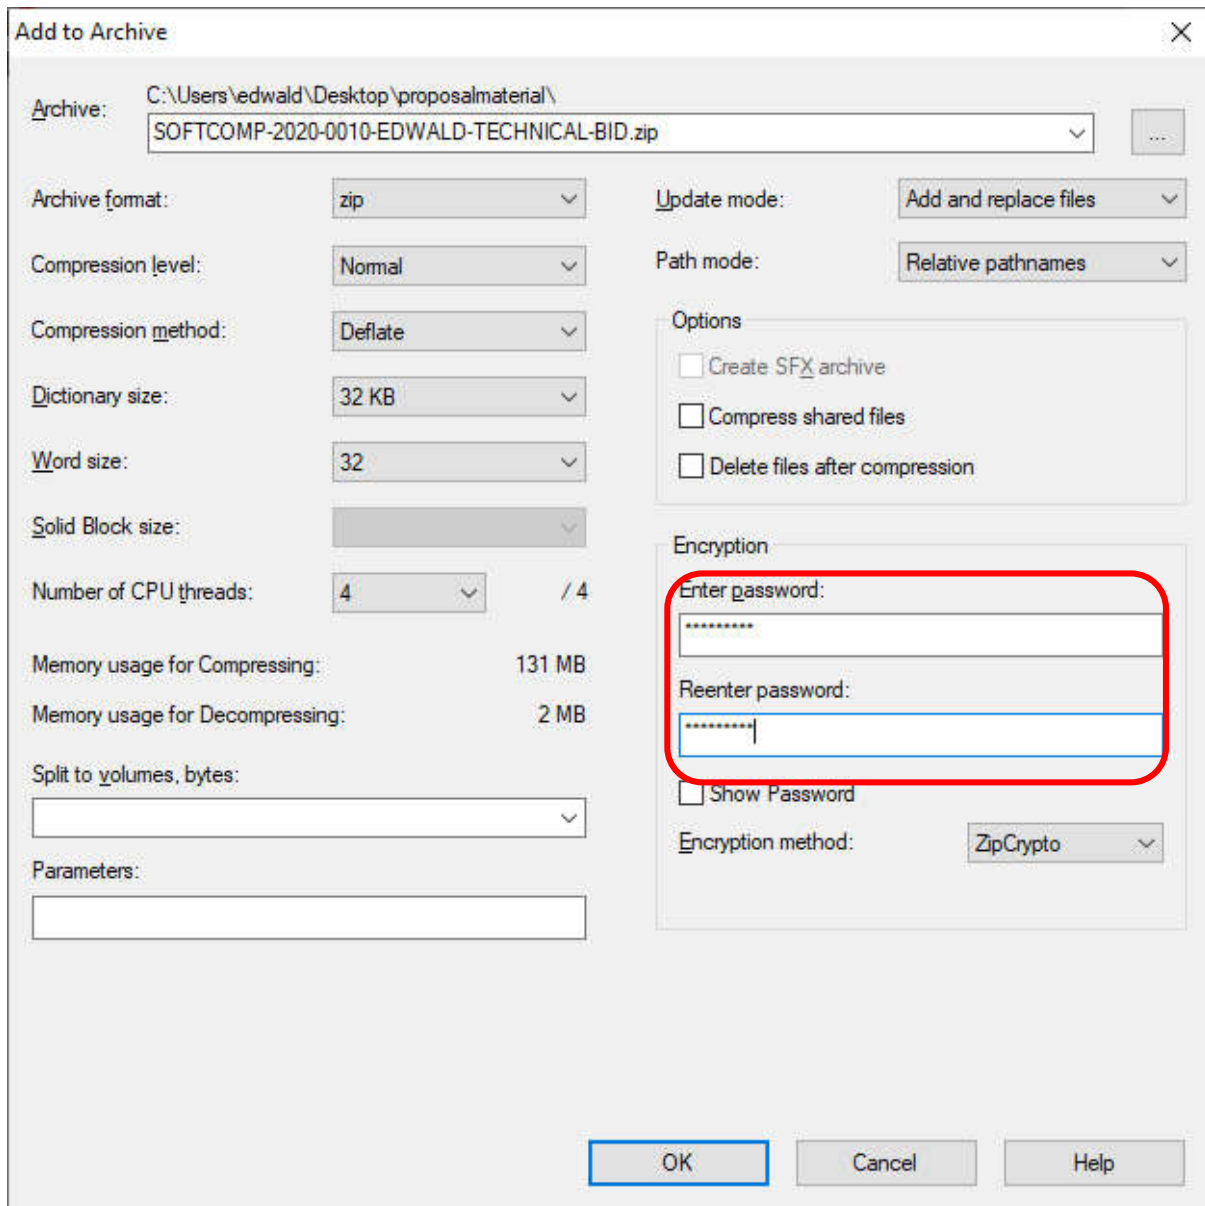 Add to Archive
Archive:
C:\Users\edwald\Desktop\proposalmaterial\
SOFTCOMP-2020-0010-EDWALD-TECHNICAL-BID.zip
...
Archive format:
zip
Compression level:
Normal
Compression method:
Deflate
Dictionary size:
32 KB
Word size:
32
Solid Block size:
Number of CPU threads:
4
/ 4
Memory usage for Compressing:
131 MB
Memory usage for Decompressing:
2 MB
Split to volumes, bytes:
Parameters:
Update mode:
Add and replace files
Path mode:
Relative pathnames
Options
Create SFX archive
Compress shared files
Delete files after compression
Encryption
Enter password:
*********
Reenter password:
*********
Show Password
Encryption method:
ZipCrypto
OK
Cancel
Help